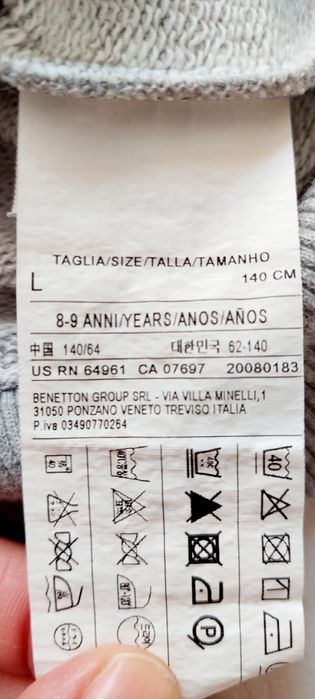 TAGLIA/SIZE/TALLA/TAMANHO
L 140 CM
8-9 ANNI/YEARS/ANOS/AÑOS
中国 140/64 대한민국 62-140
US RN 64961 CA 07697 20080183
BENETTON GROUP SRL - VIA VILLA MINELLI,1
31050 PONZANO VENETO TREVISO ITALIA
P.iva 03490770264
40
40
P